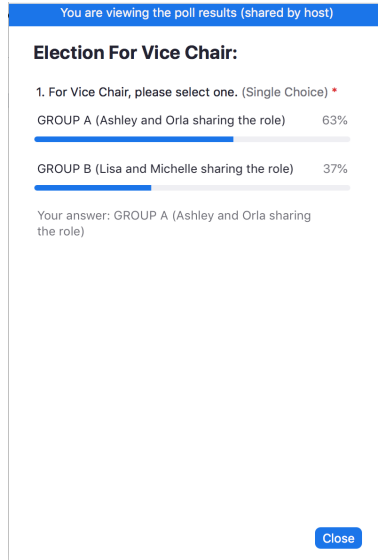 You are viewing the poll results (shared by host)
Election For Vice Chair:
1. For Vice Chair, please select one. (Single Choice) *
GROUP A (Ashley and Orla sharing the role) 63%
GROUP B (Lisa and Michelle sharing the role) 37%
Your answer: GROUP A (Ashley and Orla sharing
the role)
Close